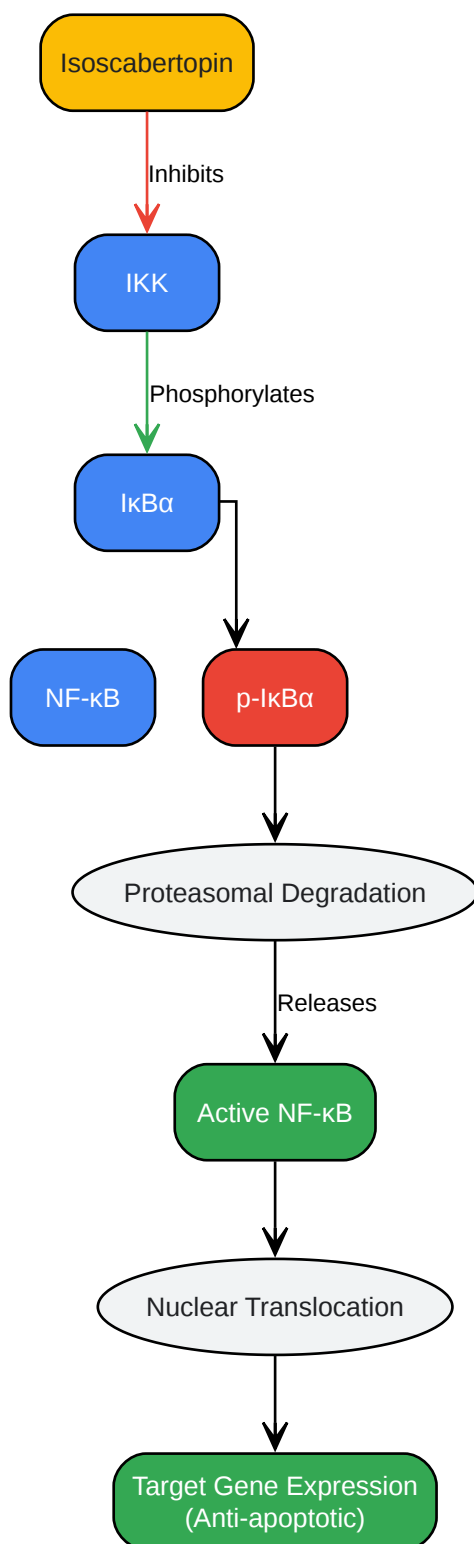 Isoscabertopin
Inhibits
IKK
Phosphorylates
IκBα
NF-κB
p-IκBα
Proteasomal Degradation
Releases
Active NF-κB
Nuclear Translocation
Target Gene Expression
(Anti-apoptotic)